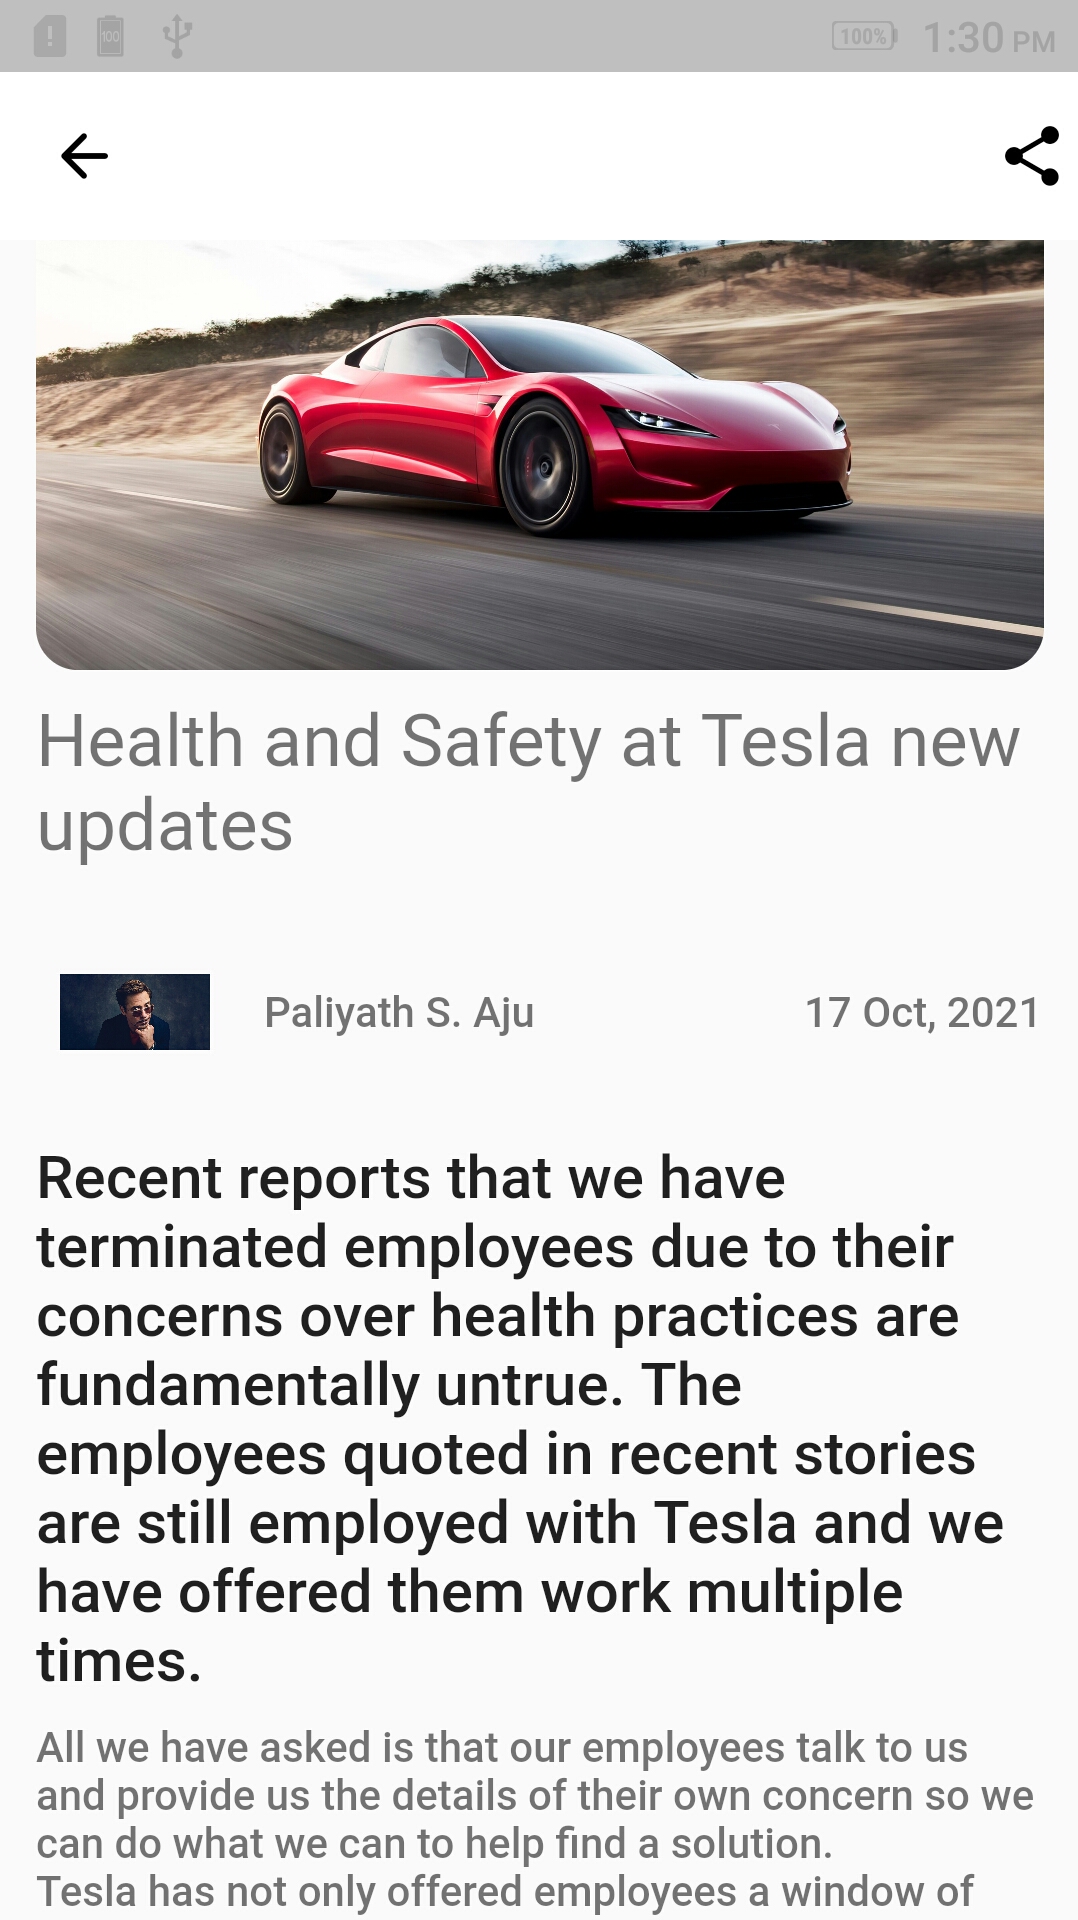 100
100%
1:30 PM
Health and Safety at Tesla new
updates
Paliyath S. Aju
17 Oct, 2021
Recent reports that we have
terminated employees due to their
concerns over health practices are
fundamentally untrue. The
employees quoted in recent stories
are still employed with Tesla and we
have offered them work multiple
times.
All we have asked is that our employees talk to us
and provide us the details of their own concern so we
can do what we can to help find a solution.
Tesla has not only offered employees a window of